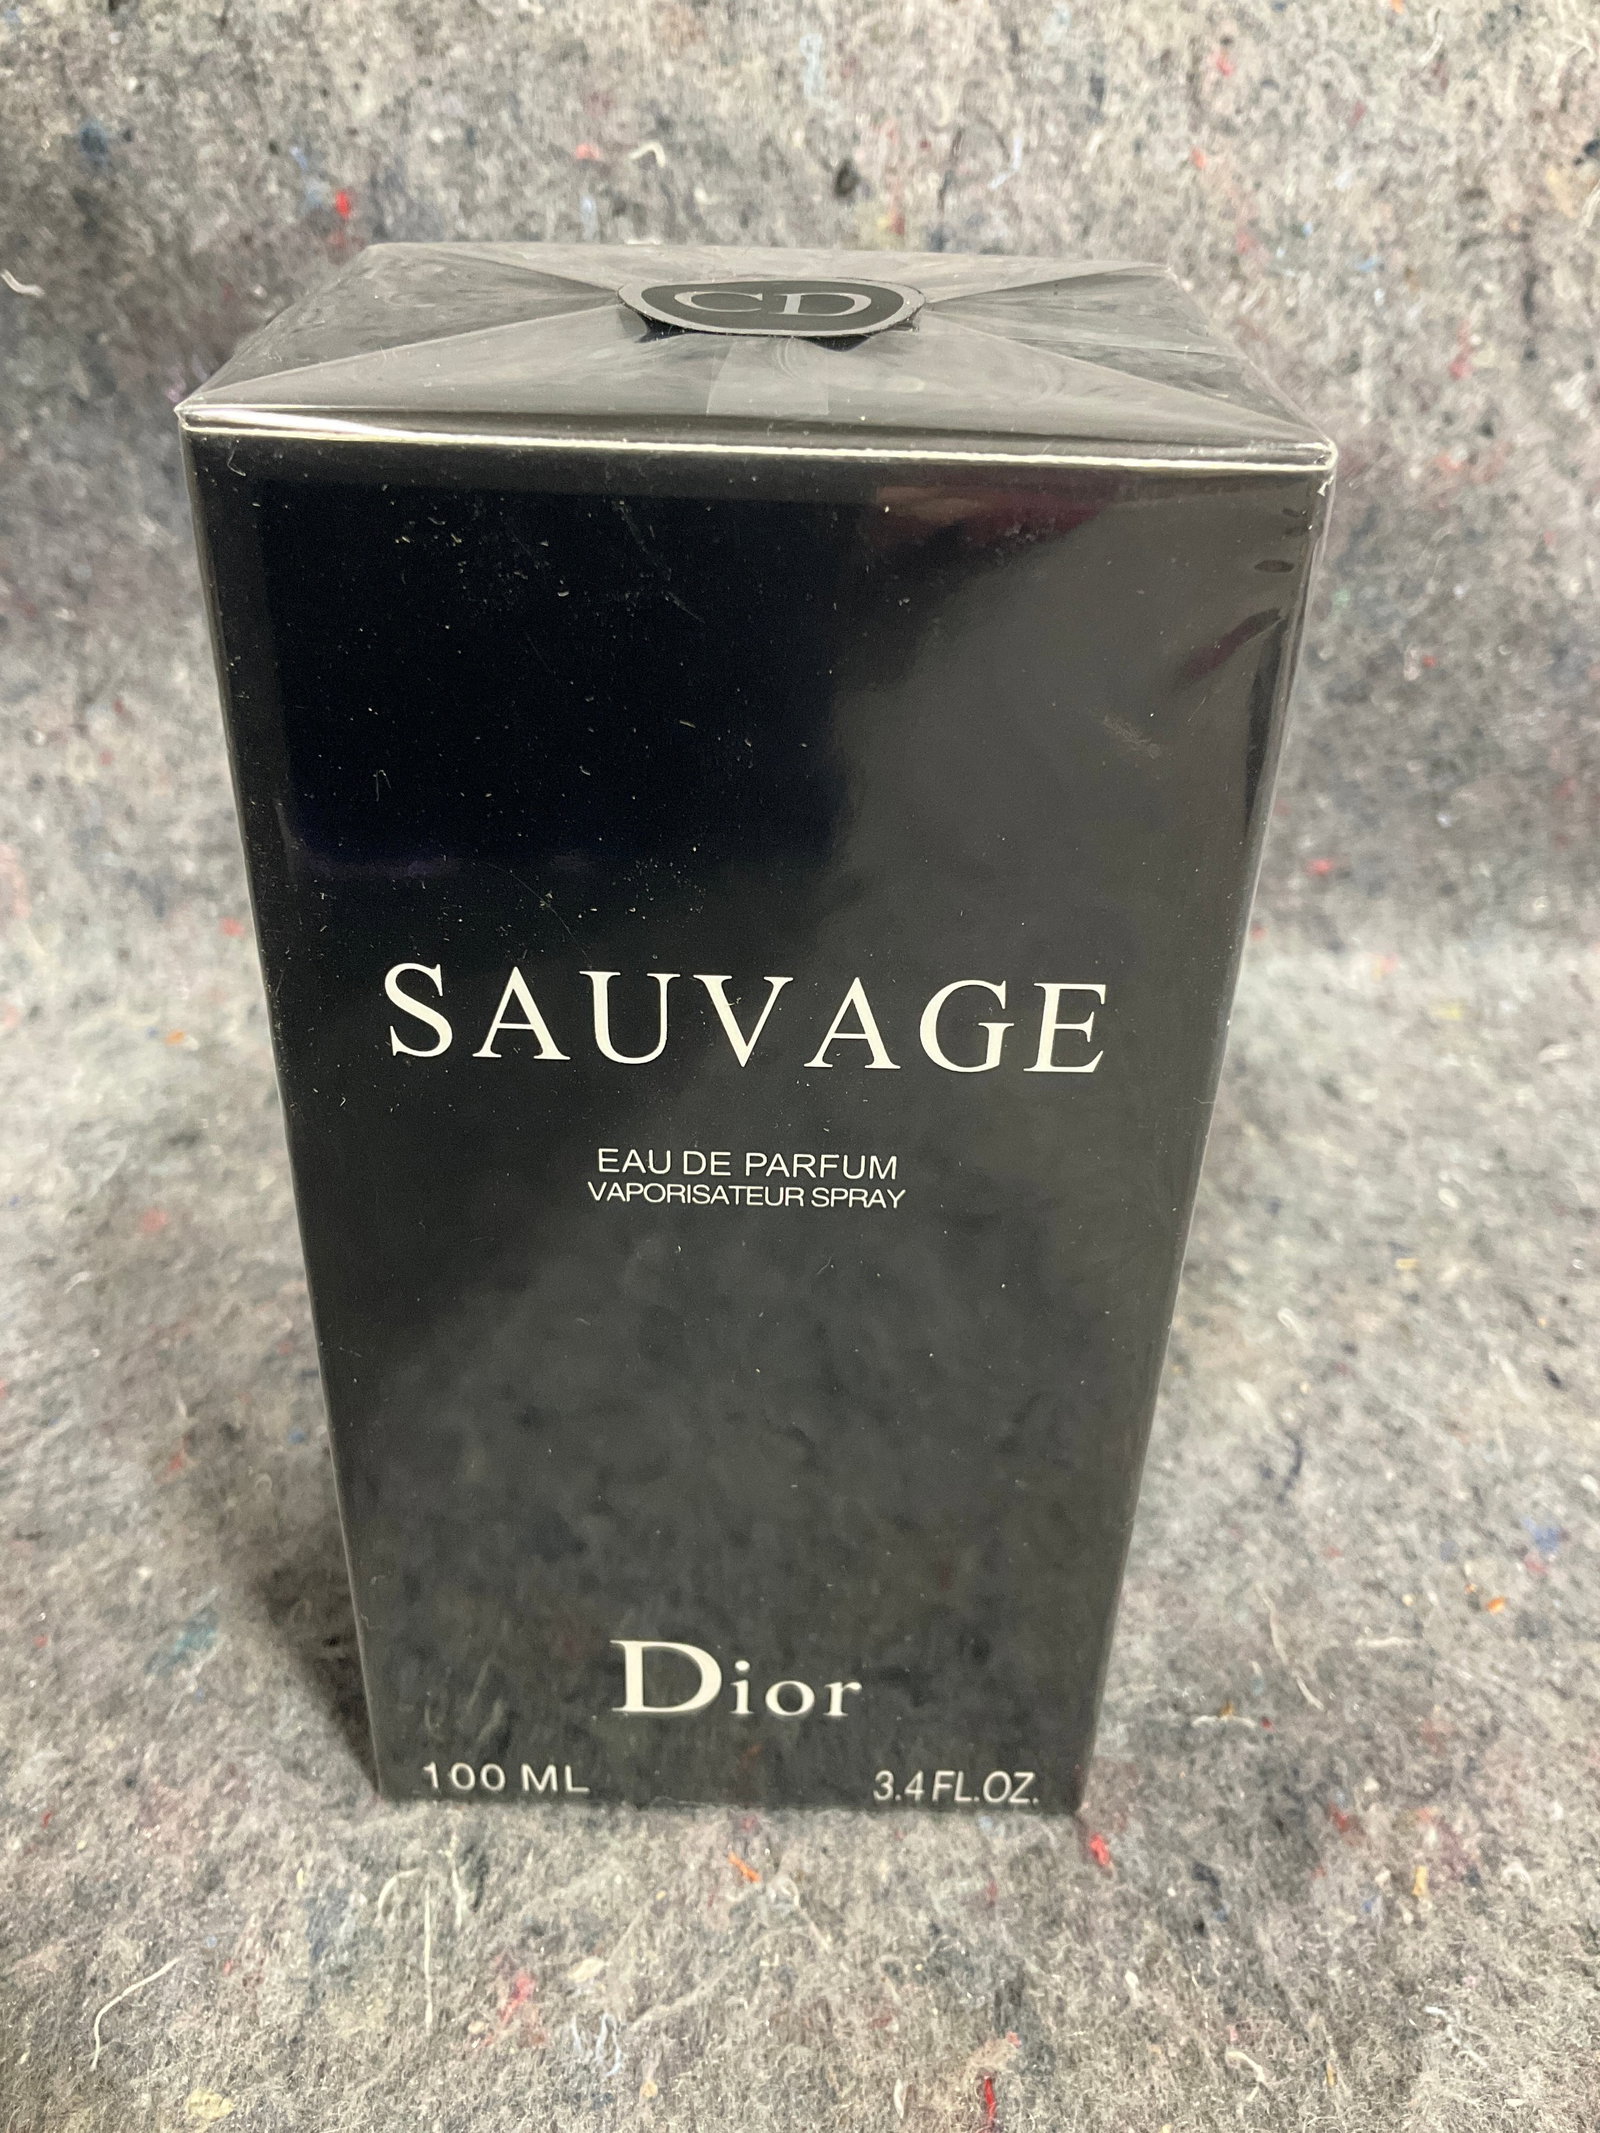 CD
SAUVAGE
EAU DE PARFUM
VAPORISATEUR SPRAY
Dior
100 ML 3.4 FL.OZ.